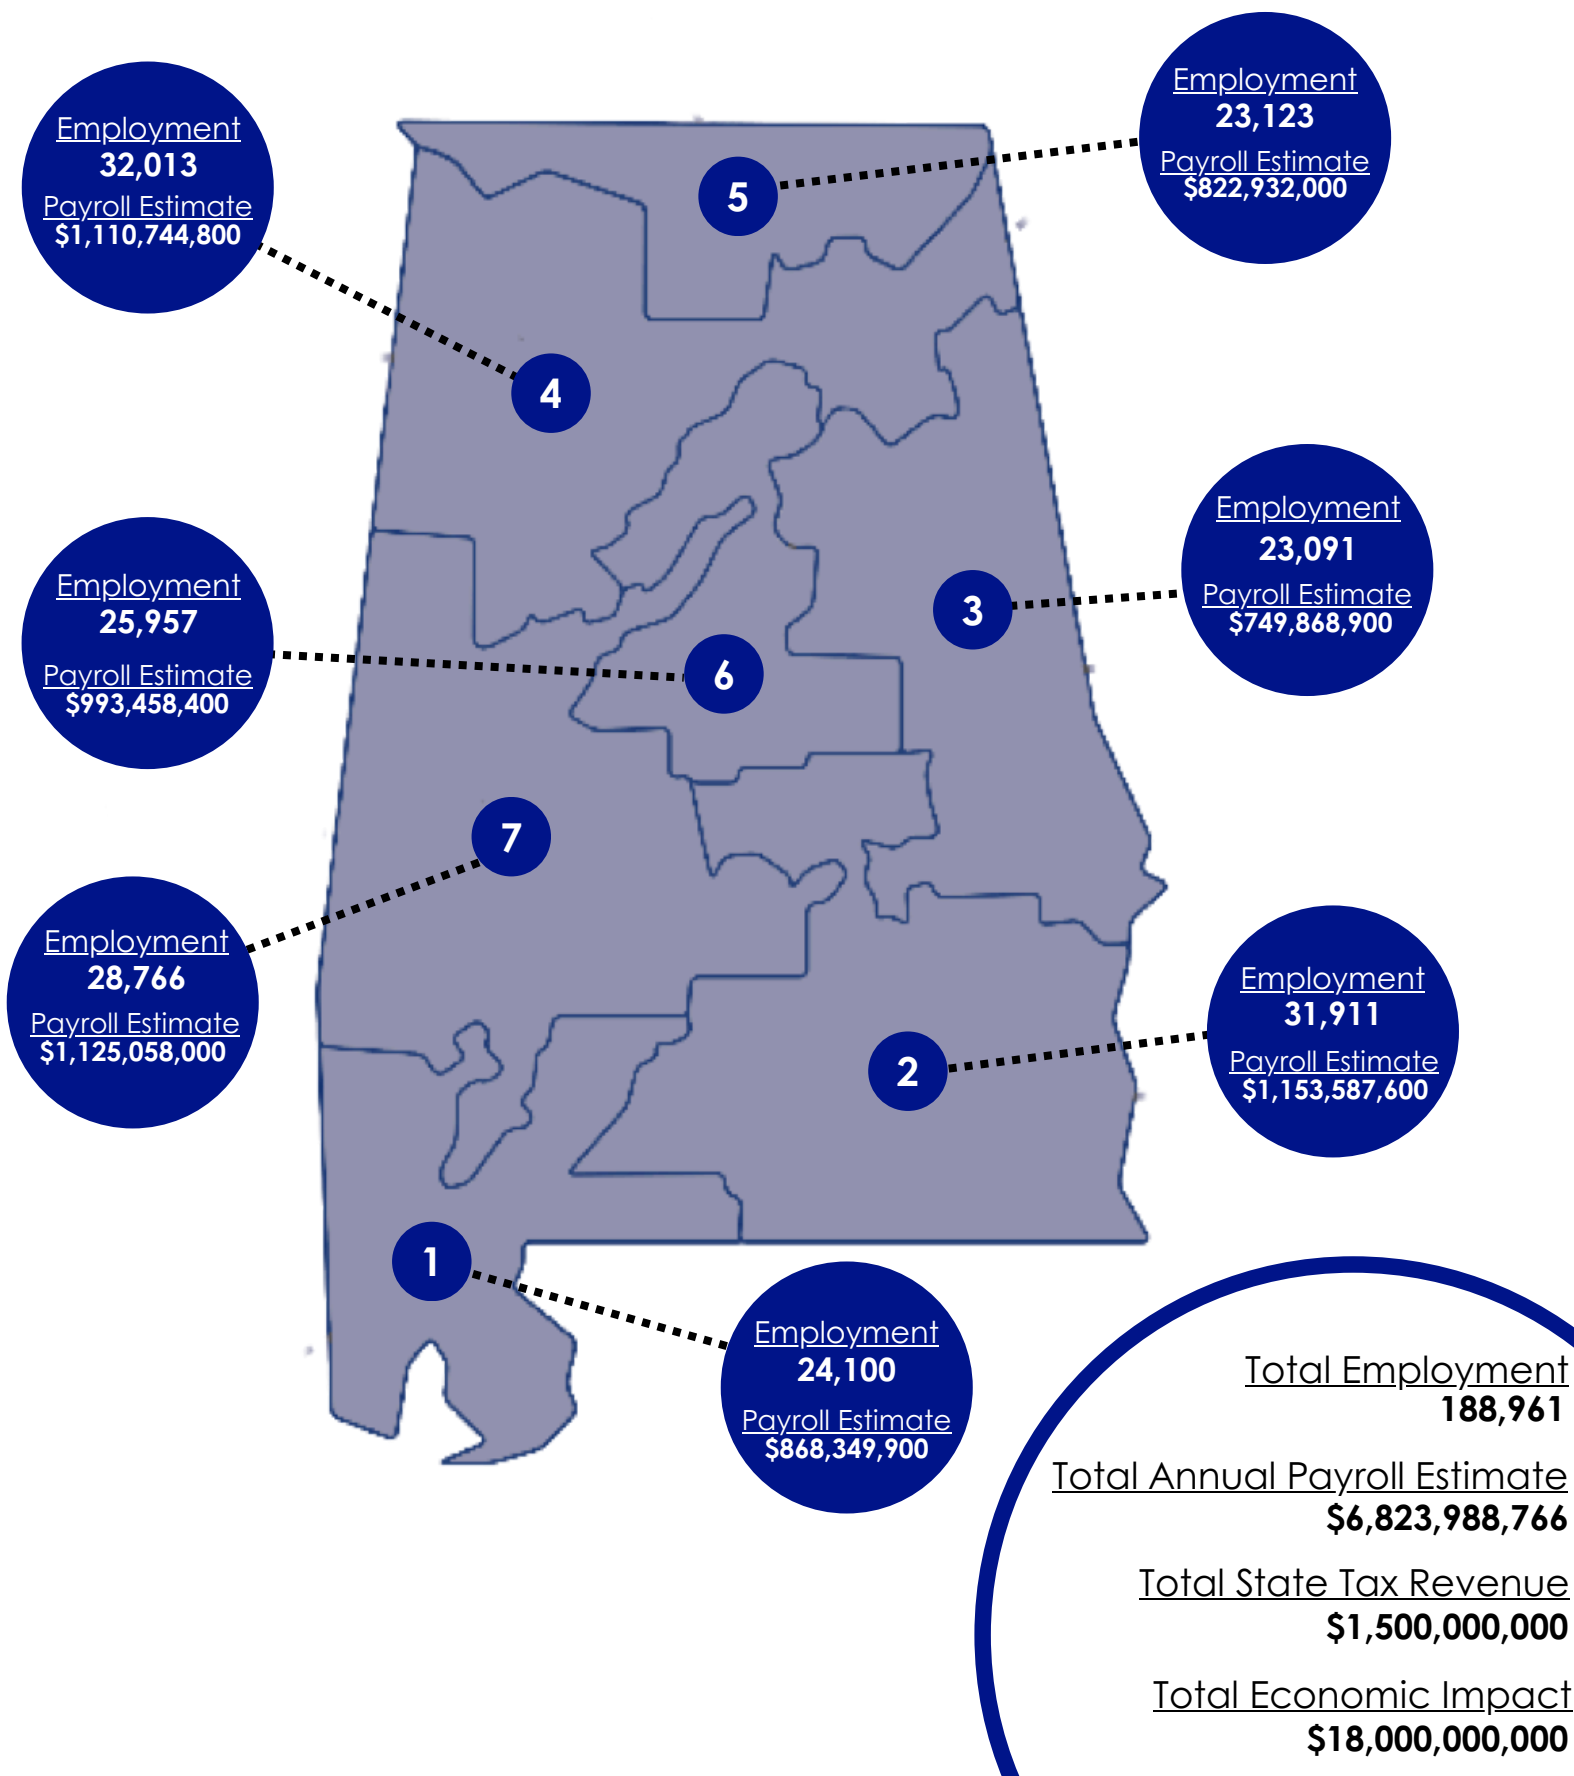 Employment
23,123
Payroll Estimate
$822,932,000
Employment
32,013
Payroll Estimate
$1,110,744,800
5
4
Employment
23,091
Payroll Estimate
$749,868,900
3
Employment
25,957
Payroll Estimate
$993,458,400
6
7
Employment
28,766
Payroll Estimate
$1,125,058,000
Employment
31,911
Payroll Estimate
$1,153,587,600
2
1
Employment
24,100
Payroll Estimate
$868,349,900
Total Employment
188,961
Total Annual Payroll Estimate
$6,823,988,766
Total State Tax Revenue
$1,500,000,000
Total Economic Impact
$18,000,000,000